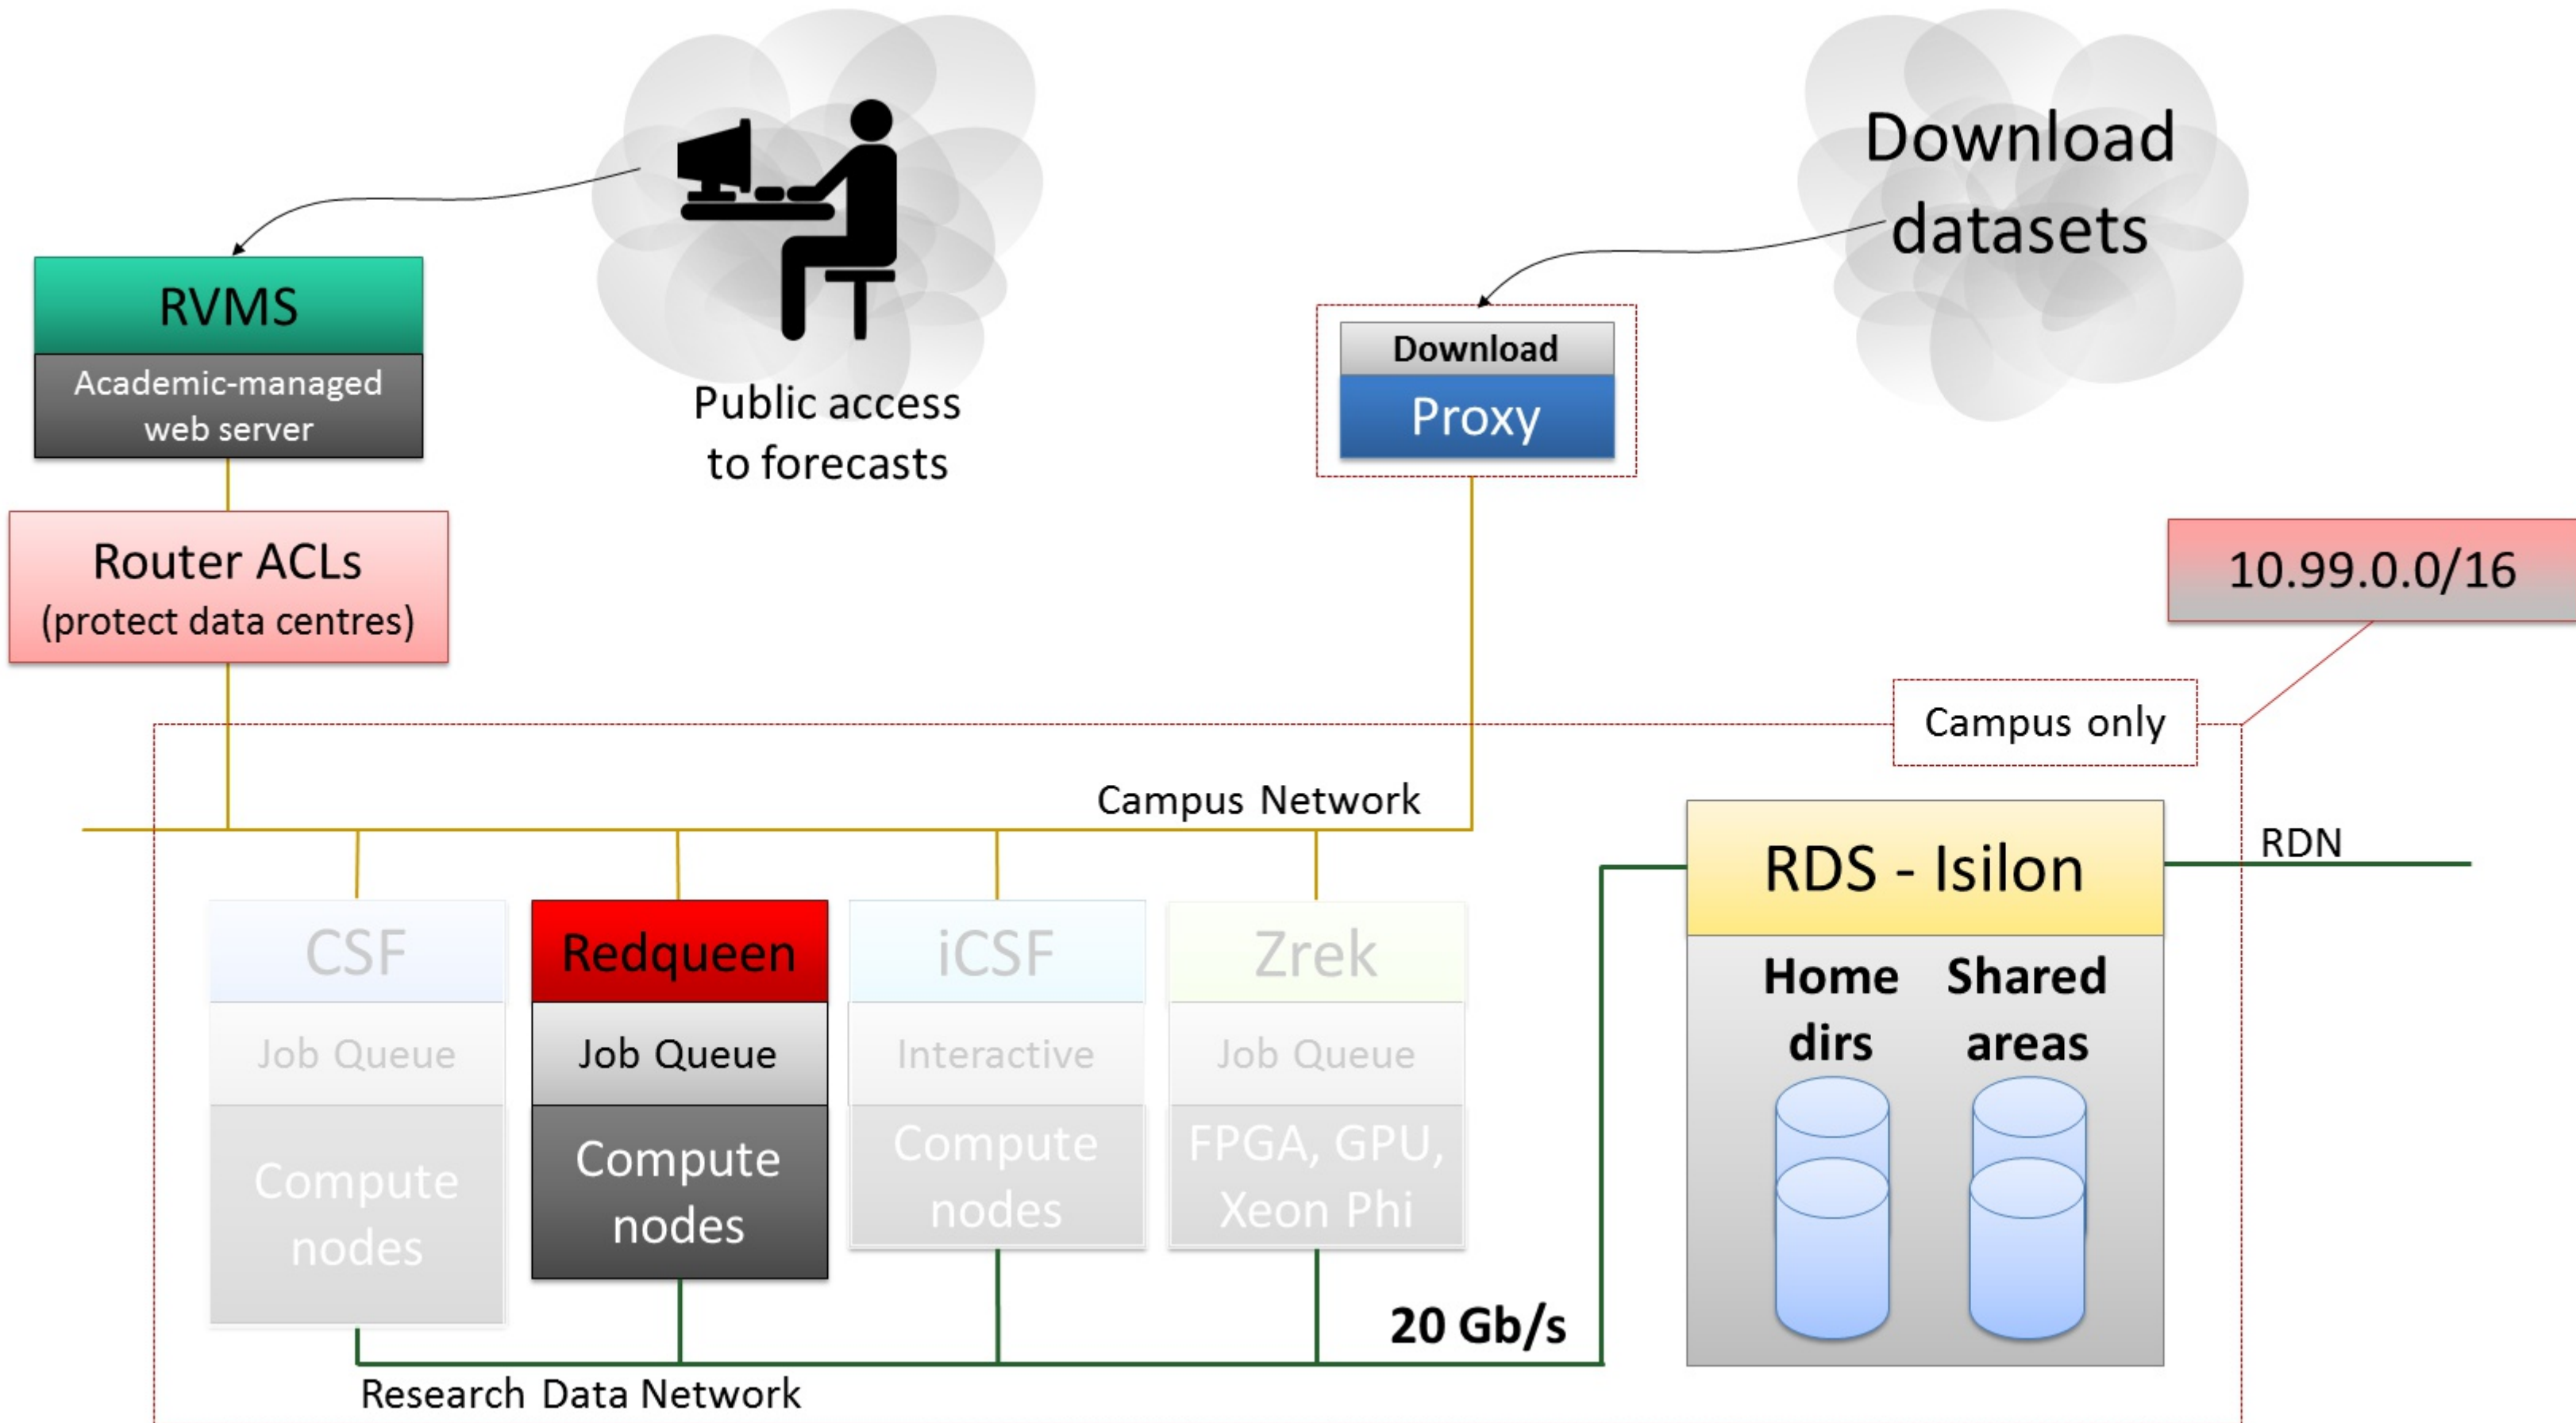 Download
datasets
RVMS
Academic-managed
web server
Public access
to forecasts
Download
Proxy
Router ACLs
(protect data centres)
10.99.0.0/16
Campus only
Campus Network
RDN
CSF
Job Queue
Compute
nodes
Redqueen
Job Queue
Compute
nodes
iCSF
Interactive
Compute
nodes
Zrek
Job Queue
FPGA, GPU,
Xeon Phi
RDS - Isilon
Home
dirs
Shared
areas
20 Gb/s
Research Data Network